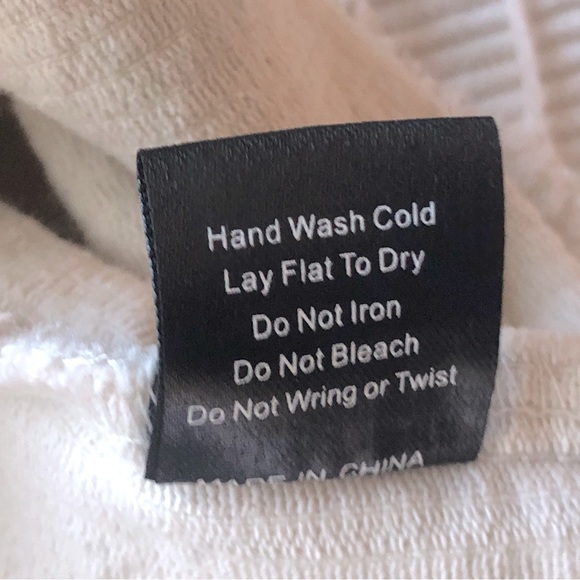 Hand Wash Cold
Lay Flat To Dry
Do Not Iron
Do Not Bleach
Do Not Wring or Twist
MADE IN CHINA